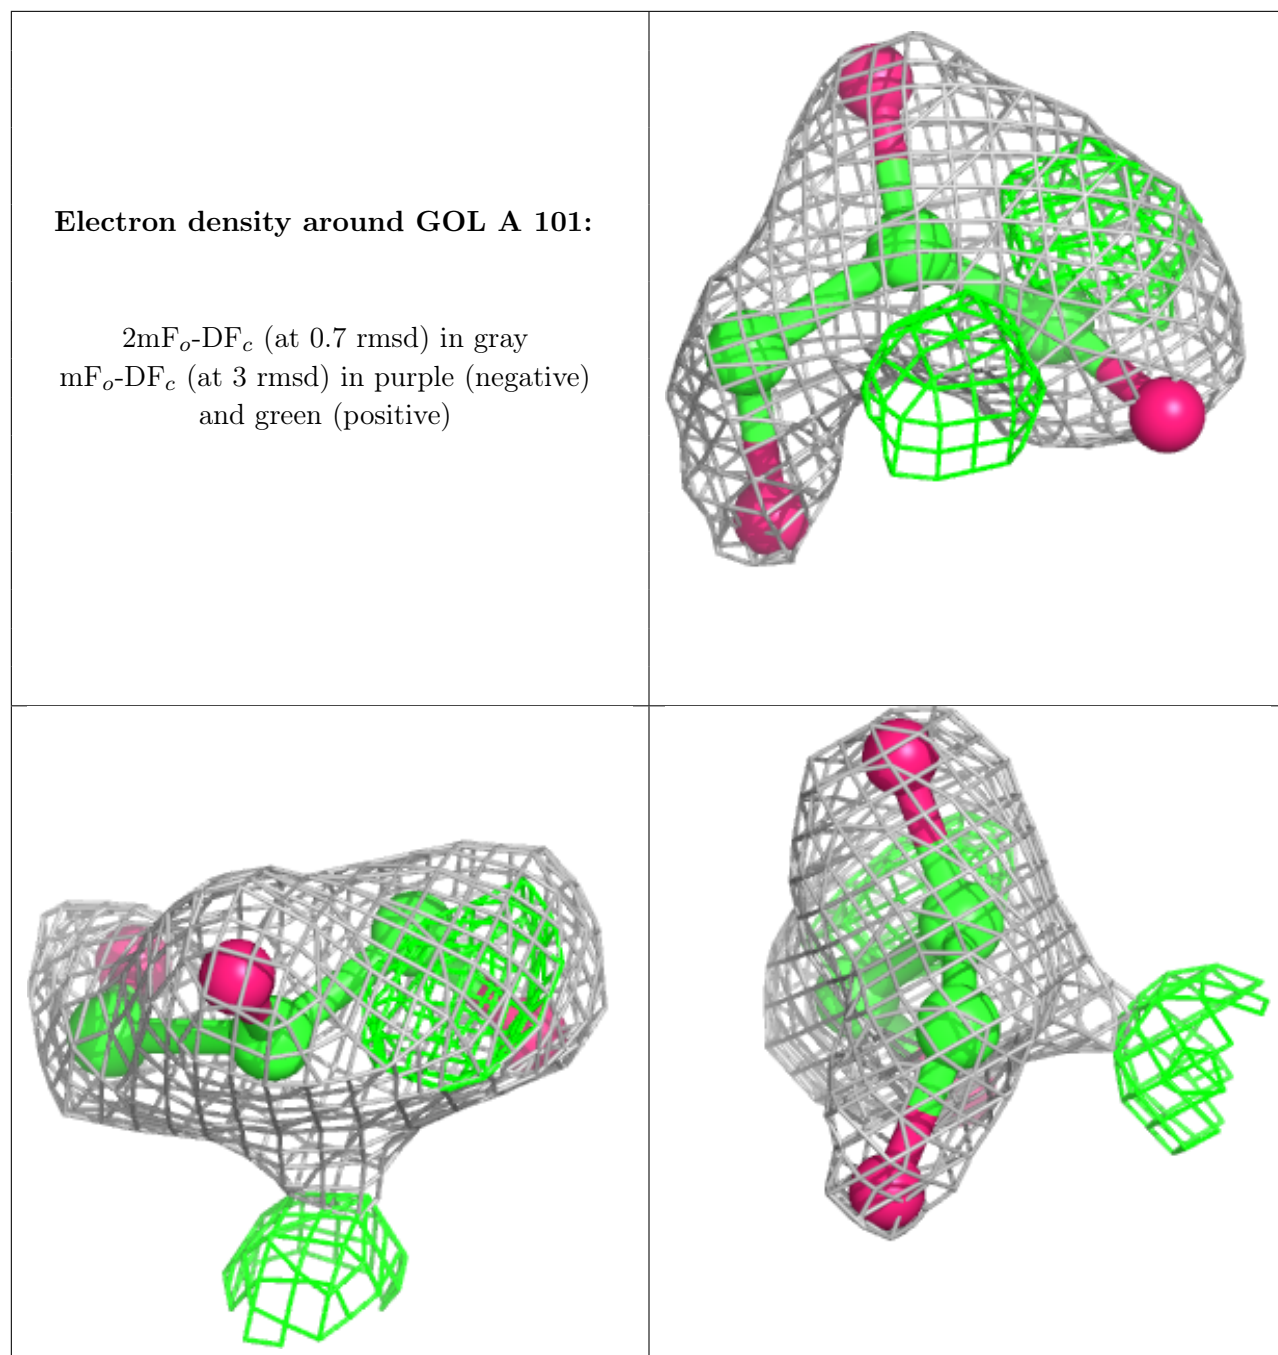 Electron density around GOL A 101:
2mFₒ-DF𝒸 (at 0.7 rmsd) in gray
mFₒ-DF𝒸 (at 3 rmsd) in purple (negative)
and green (positive)